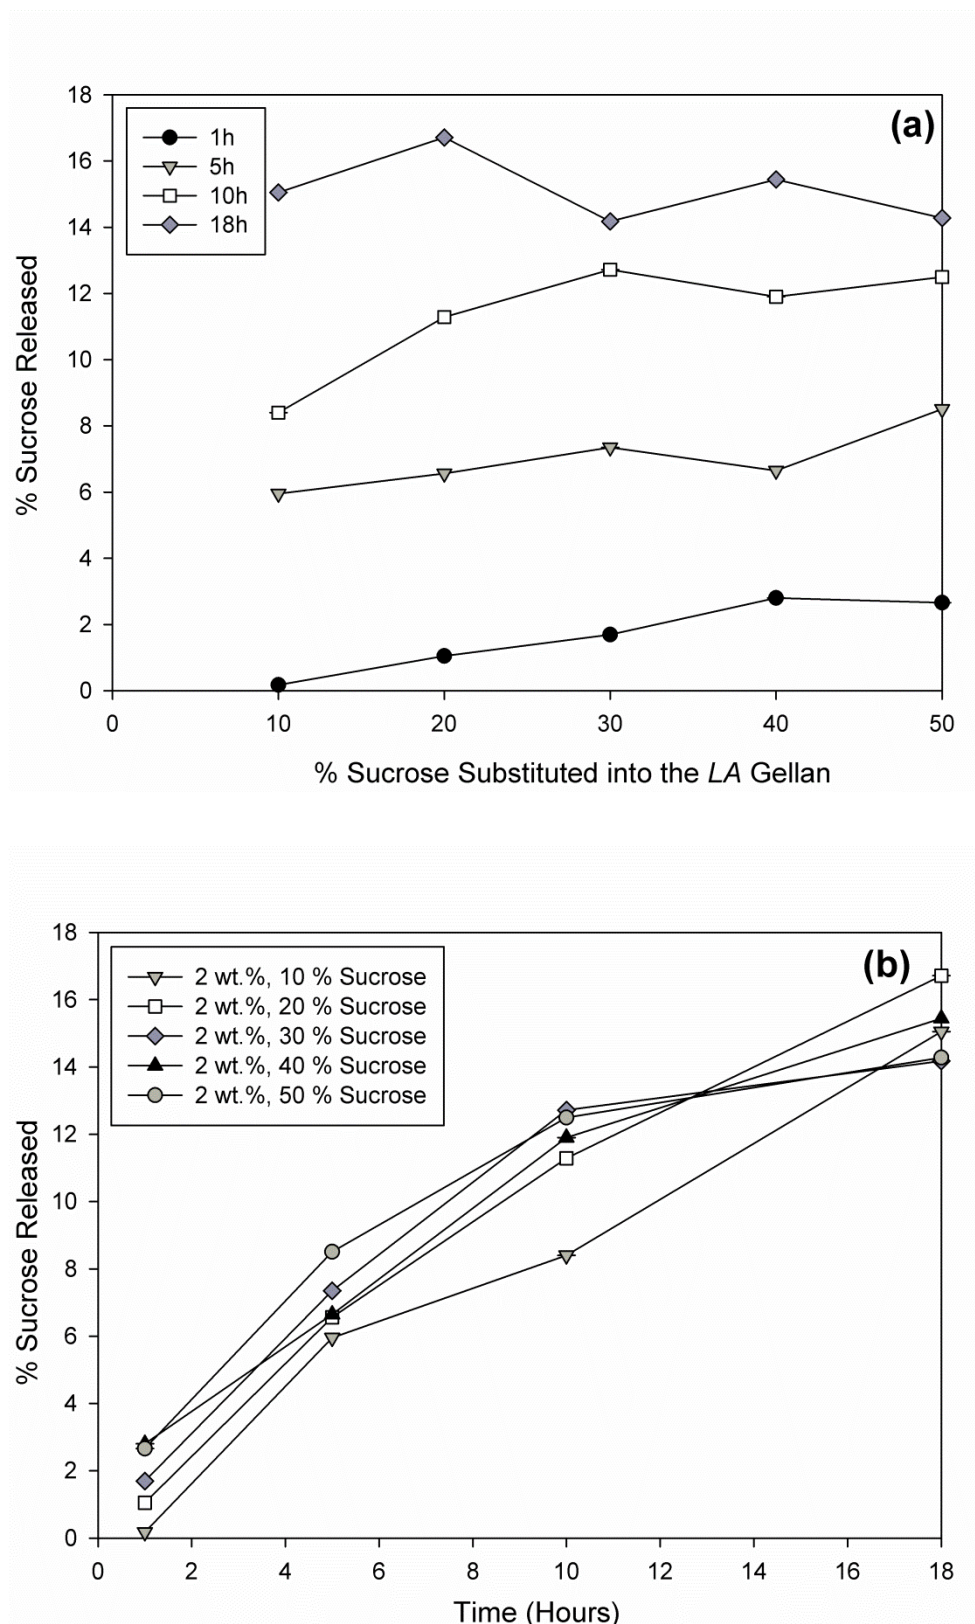 18
16
14
12
10
8
6
4
2
0
% Sucrose Released
1h
5h
10h
18h
(a)
0 10 20 30 40 50
% Sucrose Substituted into the LA Gellan
18
16
14
12
10
8
6
4
2
0
% Sucrose Released
2 wt.%, 10 % Sucrose
2 wt.%, 20 % Sucrose
2 wt.%, 30 % Sucrose
2 wt.%, 40 % Sucrose
2 wt.%, 50 % Sucrose
(b)
0 2 4 6 8 10 12 14 16 18
Time (Hours)